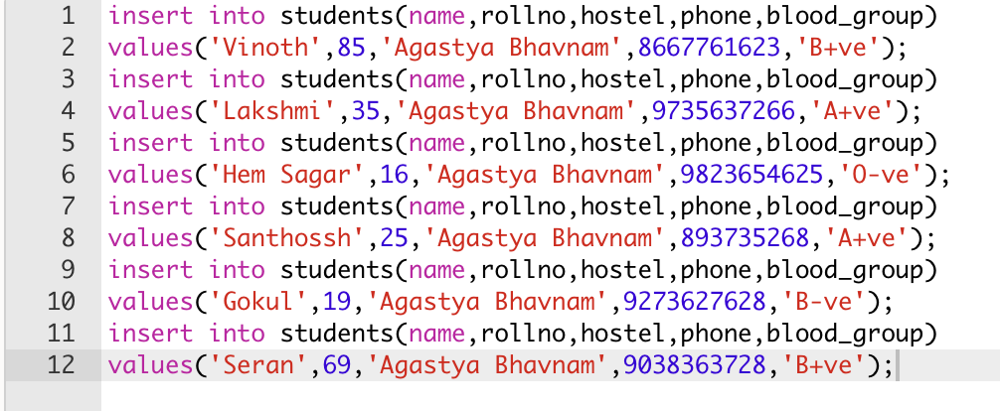 1 insert into students(name,rollno,hostel,phone,blood_group)
2 values('Vinoth',85,'Agastya Bhavnam',8667761623,'B+ve');
3 insert into students(name,rollno,hostel,phone,blood_group)
4 values('Lakshmi',35,'Agastya Bhavnam',9735637266,'A+ve');
5 insert into students(name,rollno,hostel,phone,blood_group)
6 values('Hem Sagar',16,'Agastya Bhavnam',9823654625,'O-ve');
7 insert into students(name,rollno,hostel,phone,blood_group)
8 values('Santhossh',25,'Agastya Bhavnam',893735268,'A+ve');
9 insert into students(name,rollno,hostel,phone,blood_group)
10 values('Gokul',19,'Agastya Bhavnam',9273627628,'B-ve');
11 insert into students(name,rollno,hostel,phone,blood_group)
12 values('Seran',69,'Agastya Bhavnam',9038363728,'B+ve');